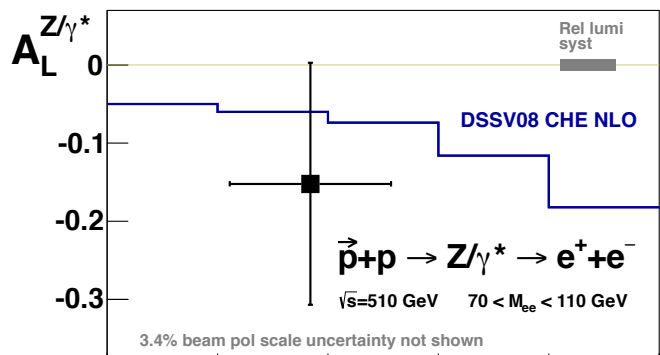 A_L^{Z/γ*}
Rel lumi
syst
0
DSSV08 CHE NLO
-0.1
-0.2
p⃗+p → Z/γ* → e⁺+e⁻
-0.3
√s=510 GeV 70 < M_ee < 110 GeV
3.4% beam pol scale uncertainty not shown